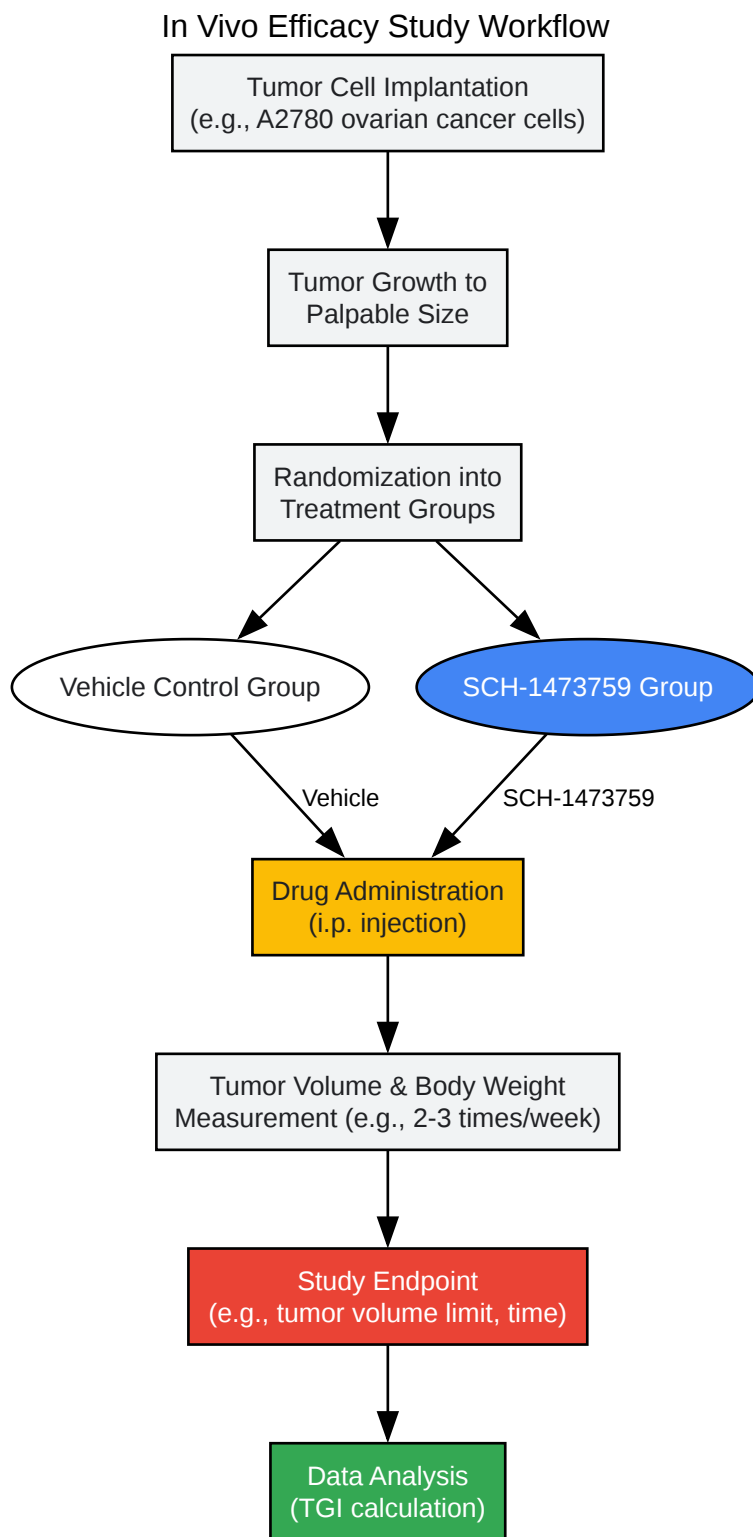 In Vivo Efficacy Study Workflow
Tumor Cell Implantation
(e.g., A2780 ovarian cancer cells)
Tumor Growth to
Palpable Size
Randomization into
Treatment Groups
Vehicle Control Group
SCH-1473759 Group
Vehicle
SCH-1473759
Drug Administration
(i.p. injection)
Tumor Volume & Body Weight
Measurement (e.g., 2-3 times/week)
Study Endpoint
(e.g., tumor volume limit, time)
Data Analysis
(TGI calculation)